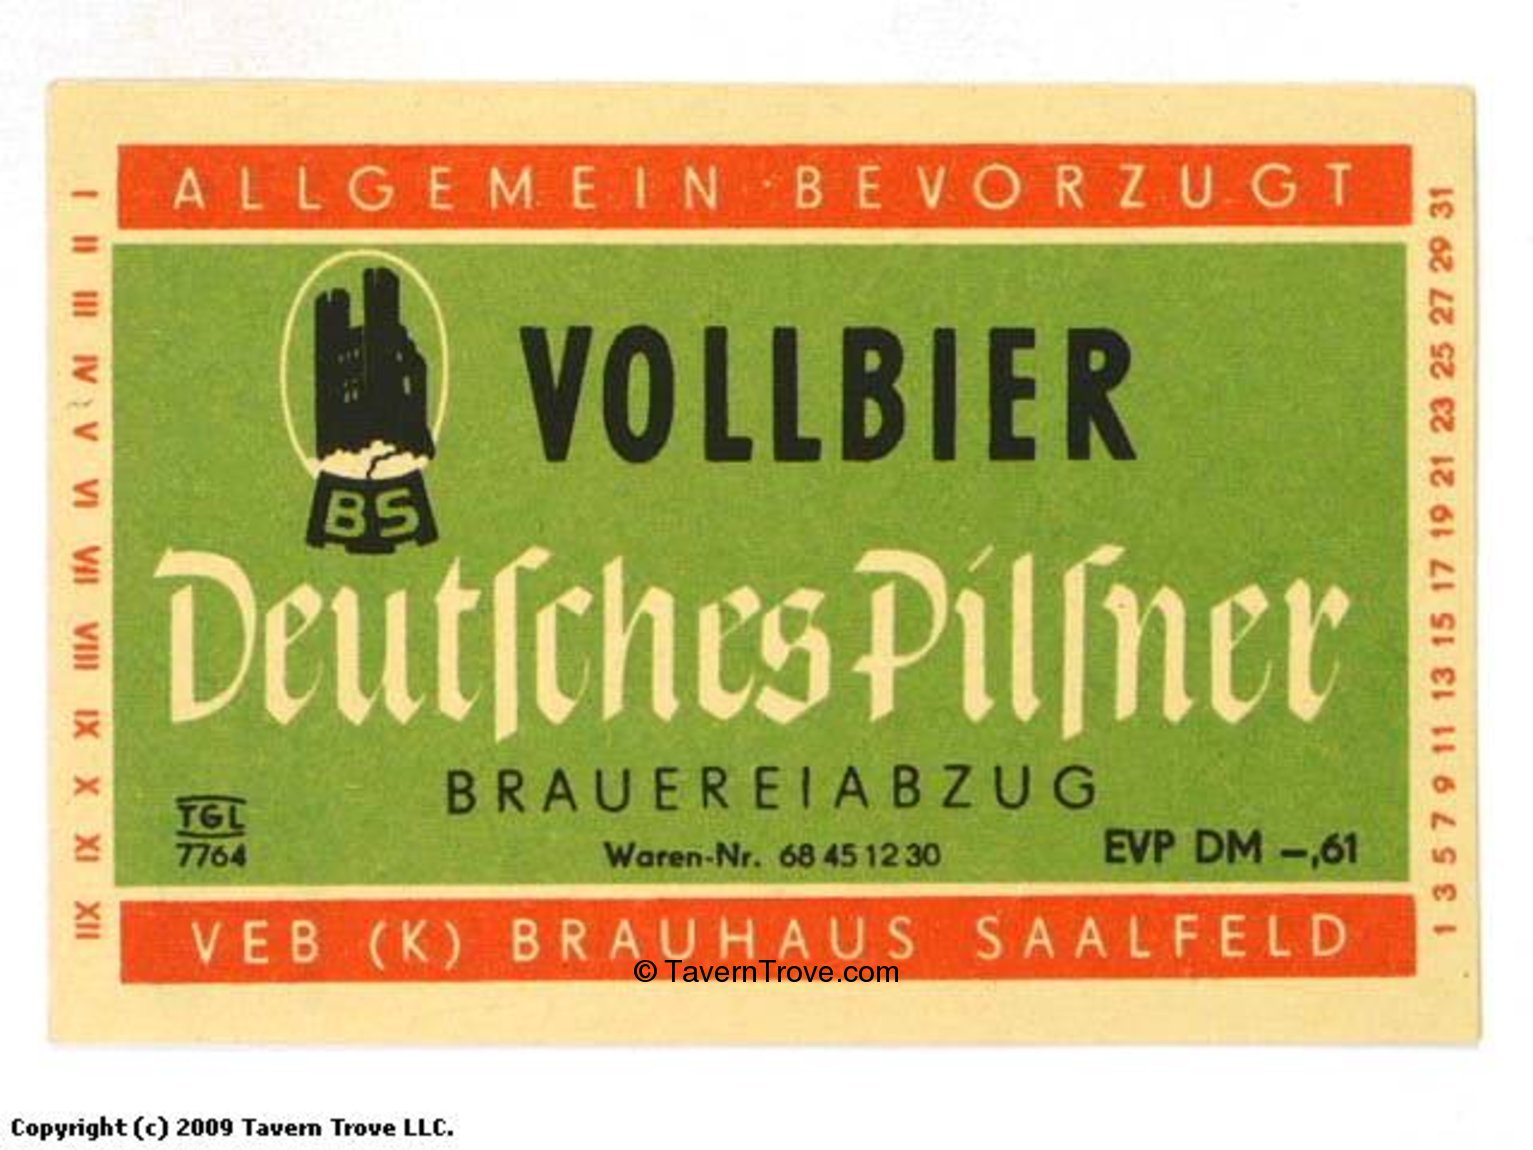 ALLGEMEIN BEVORZUGT
VOLLBIER
BS
Deutſches Pilſner
BRAUEREIABZUG
TGL
7764
Waren-Nr. 68 45 12 30
EVP DM –,61
VEB (K) BRAUHAUS SAALFELD
I II III IV V VI VII VIII IX X XI XII
1 3 5 7 9 11 13 15 17 19 21 23 25 27 29 31
© TavernTrove.com
Copyright (c) 2009 Tavern Trove LLC.